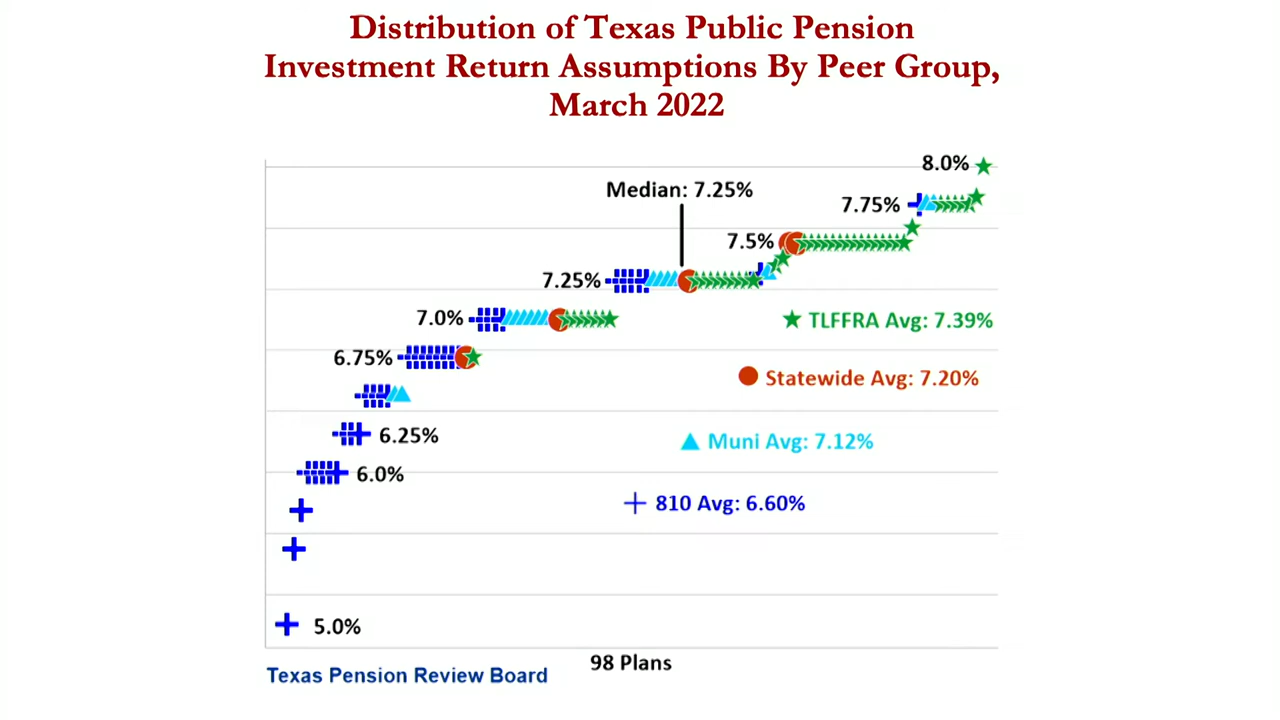 Distribution of Texas Public Pension
Investment Return Assumptions By Peer Group,
March 2022
8.0%
Median: 7.25%
7.75%
7.5%
7.25%
7.0%
TLFFRA Avg: 7.39%
6.75%
Statewide Avg: 7.20%
6.25%
Muni Avg: 7.12%
6.0%
810 Avg: 6.60%
5.0%
98 Plans
Texas Pension Review Board